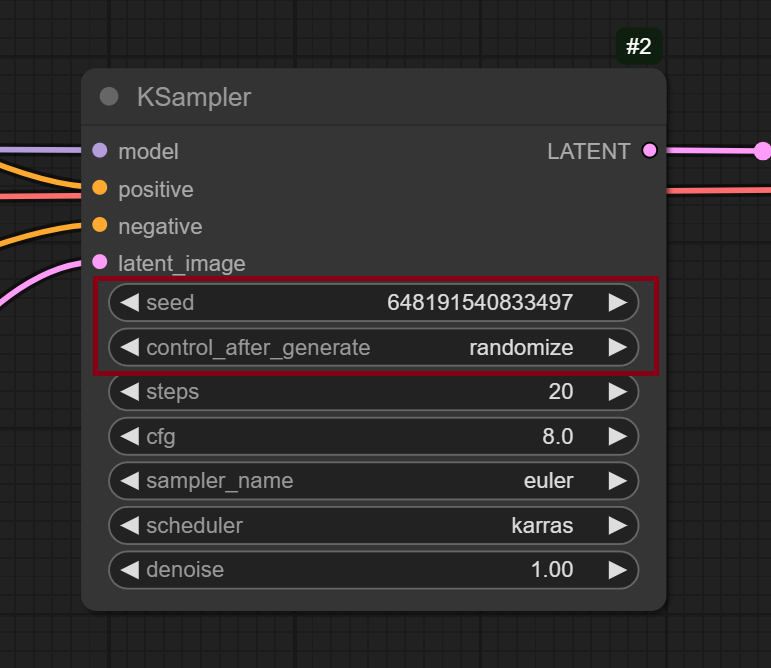 #2
KSampler
model LATENT
positive
negative
latent_image
seed 648191540833497
control_after_generate randomize
steps 20
cfg 8.0
sampler_name euler
scheduler karras
denoise 1.00